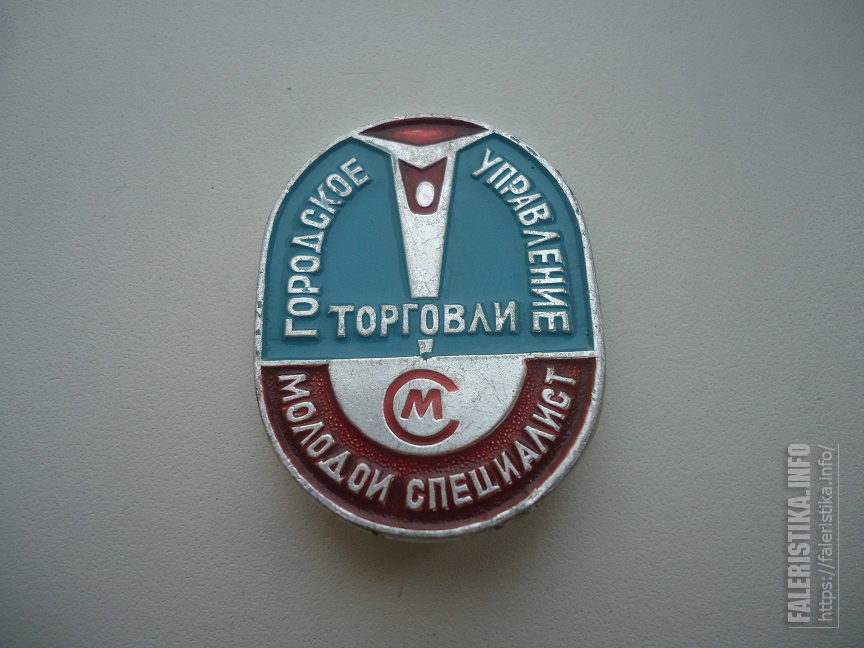 ГОРОДСКОЕ УПРАВЛЕНИЕ
ТОРГОВЛИ
СМ
МОЛОДОЙ СПЕЦИАЛИСТ
FALERISTIKA.INFO
https://faleristika.info/